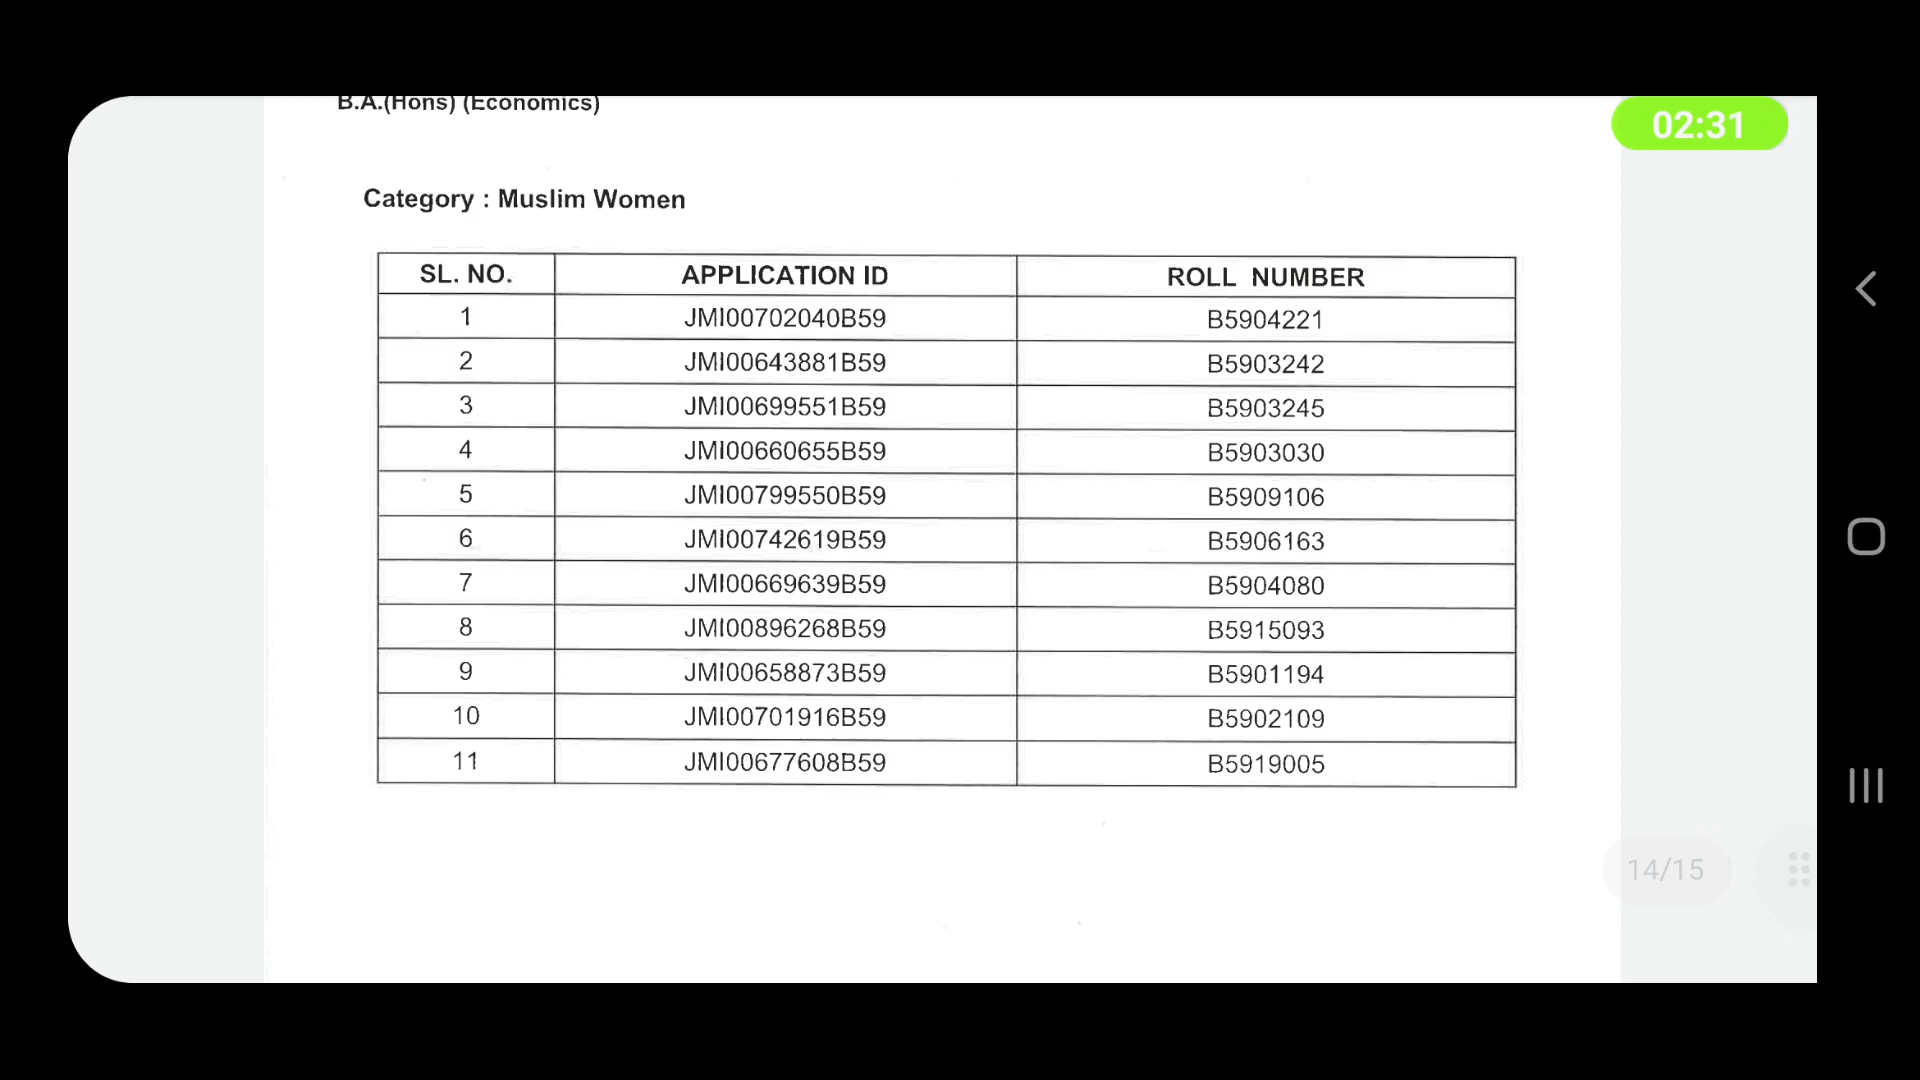 B.A.(Hons) (Economics)
02:31
Category : Muslim Women
SL. NO. APPLICATION ID ROLL NUMBER
1 JMI00702040B59 B5904221
2 JMI00643881B59 B5903242
3 JMI00699551B59 B5903245
4 JMI00660655B59 B5903030
5 JMI00799550B59 B5909106
6 JMI00742619B59 B5906163
7 JMI00669639B59 B5904080
8 JMI00896268B59 B5915093
9 JMI00658873B59 B5901194
10 JMI00701916B59 B5902109
11 JMI00677608B59 B5919005
14/15